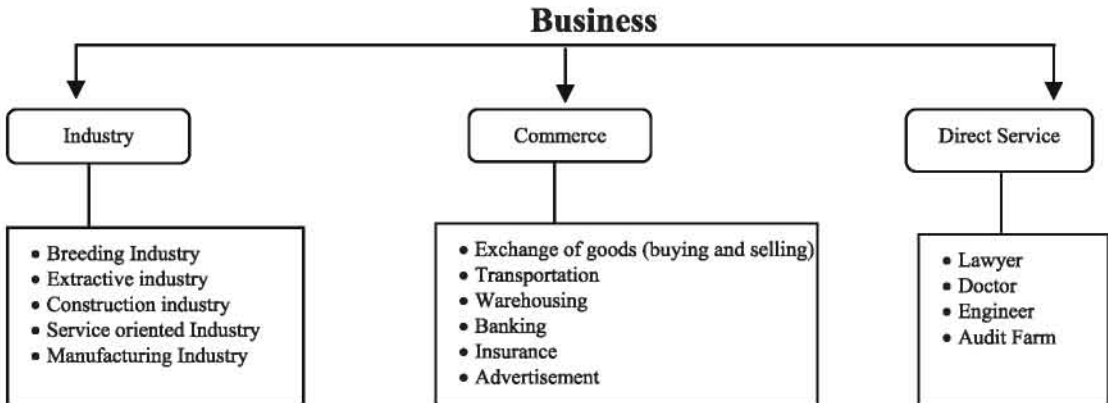 Business
Industry
Commerce
Direct Service
• Breeding Industry
• Extractive industry
• Construction industry
• Service oriented Industry
• Manufacturing Industry
• Exchange of goods (buying and selling)
• Transportation
• Warehousing
• Banking
• Insurance
• Advertisement
• Lawyer
• Doctor
• Engineer
• Audit Farm